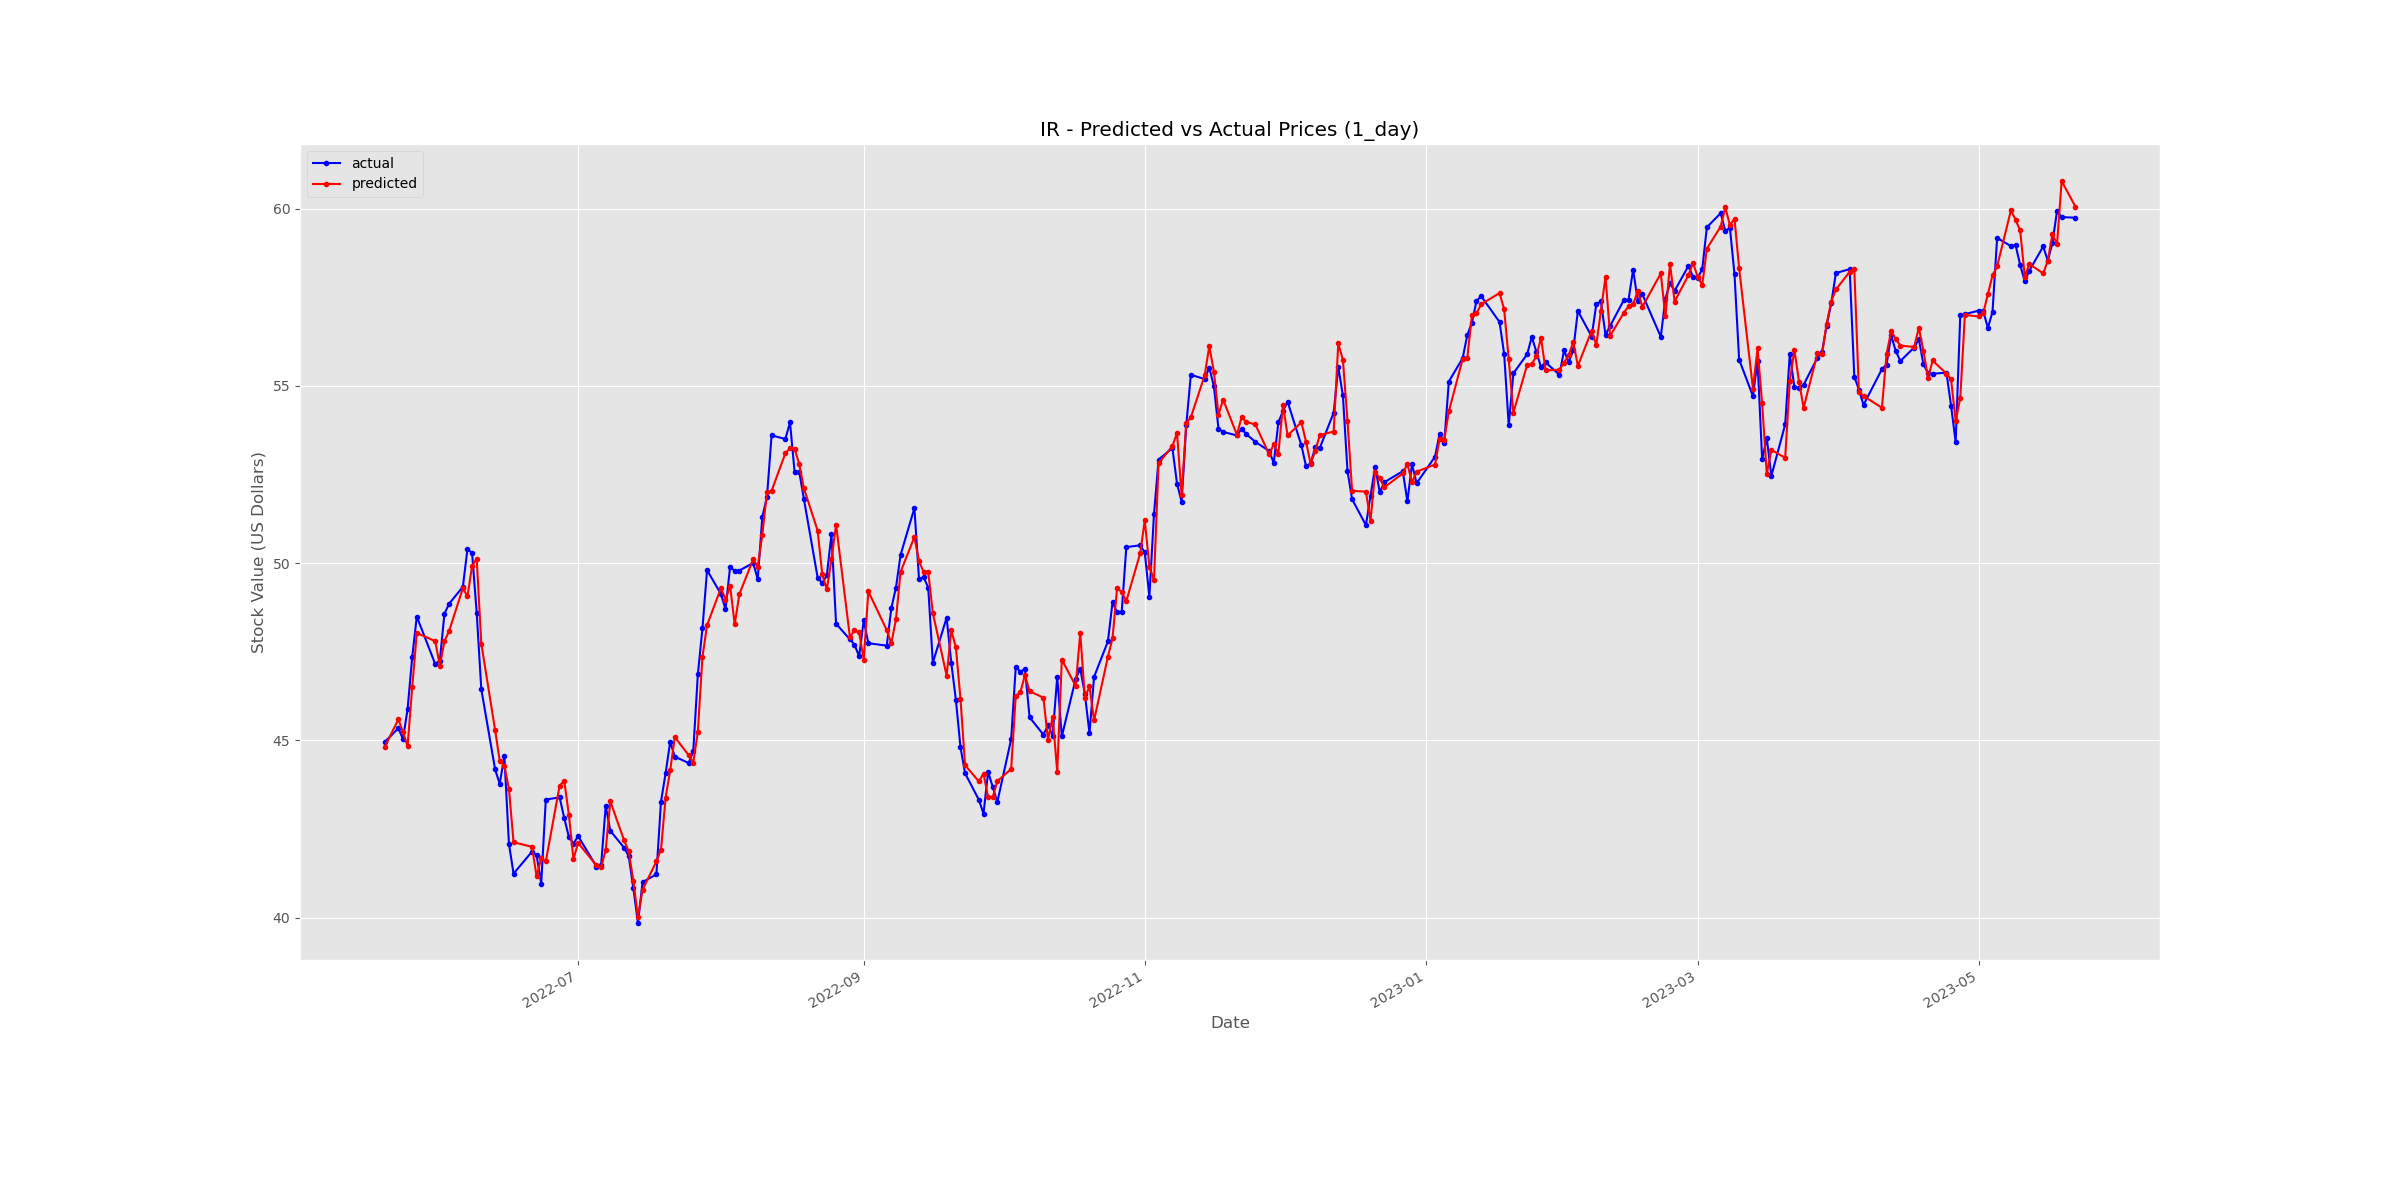 IR - Predicted vs Actual Prices (1_day)
actual
predicted
Stock Value (US Dollars)
60
55
50
45
40
2022-07
2022-09
2022-11
2023-01
2023-03
2023-05
Date